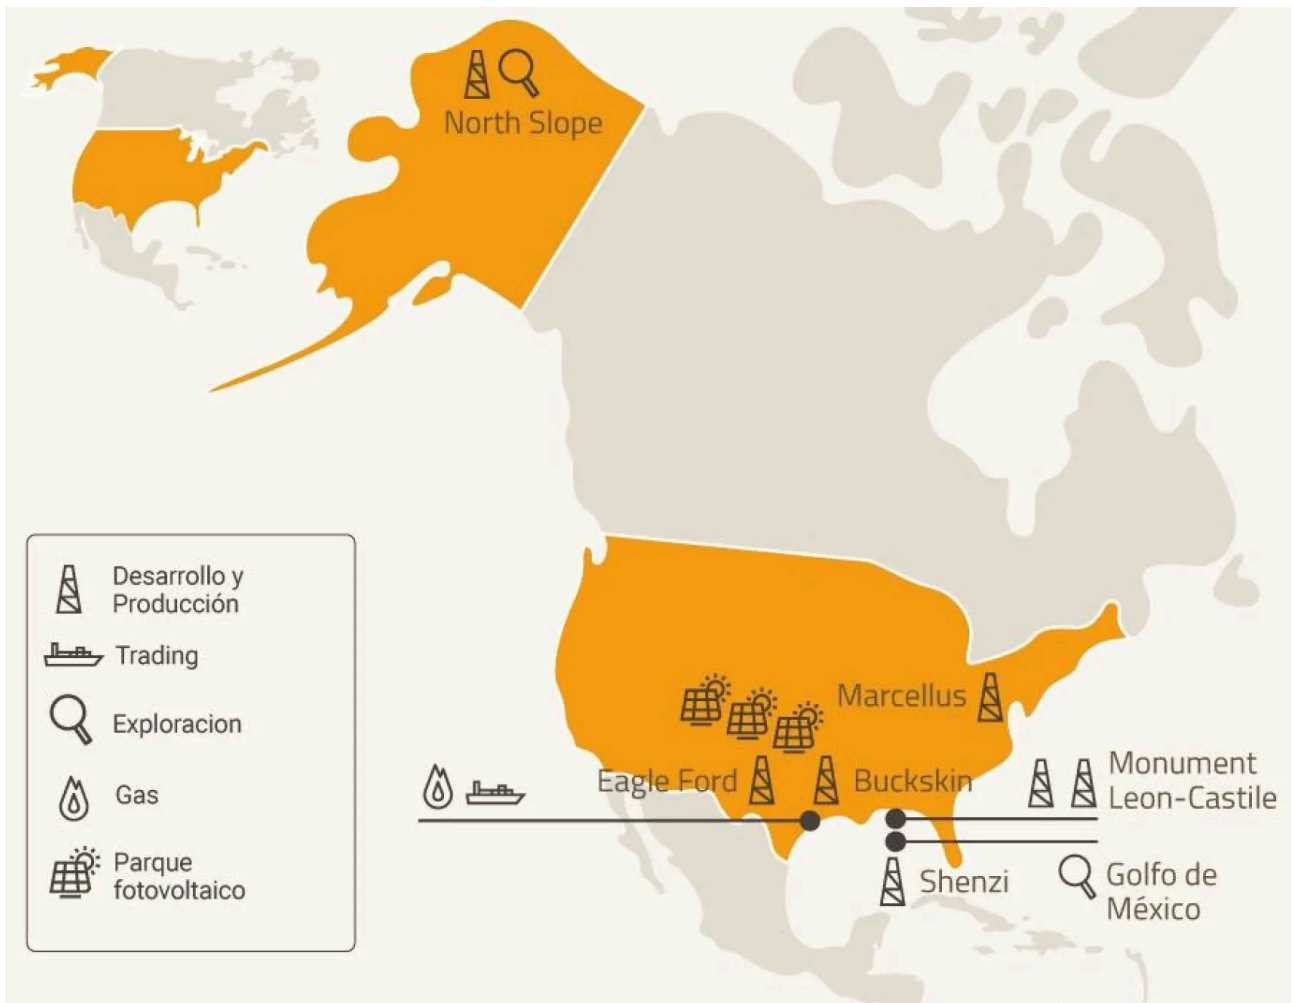 North Slope
Desarrollo y
Producción
Trading
Exploracion
Gas
Parque
fotovoltaico
Marcellus
Eagle Ford
Buckskin
Monument
Leon-Castile
Shenzi
Golfo de
México